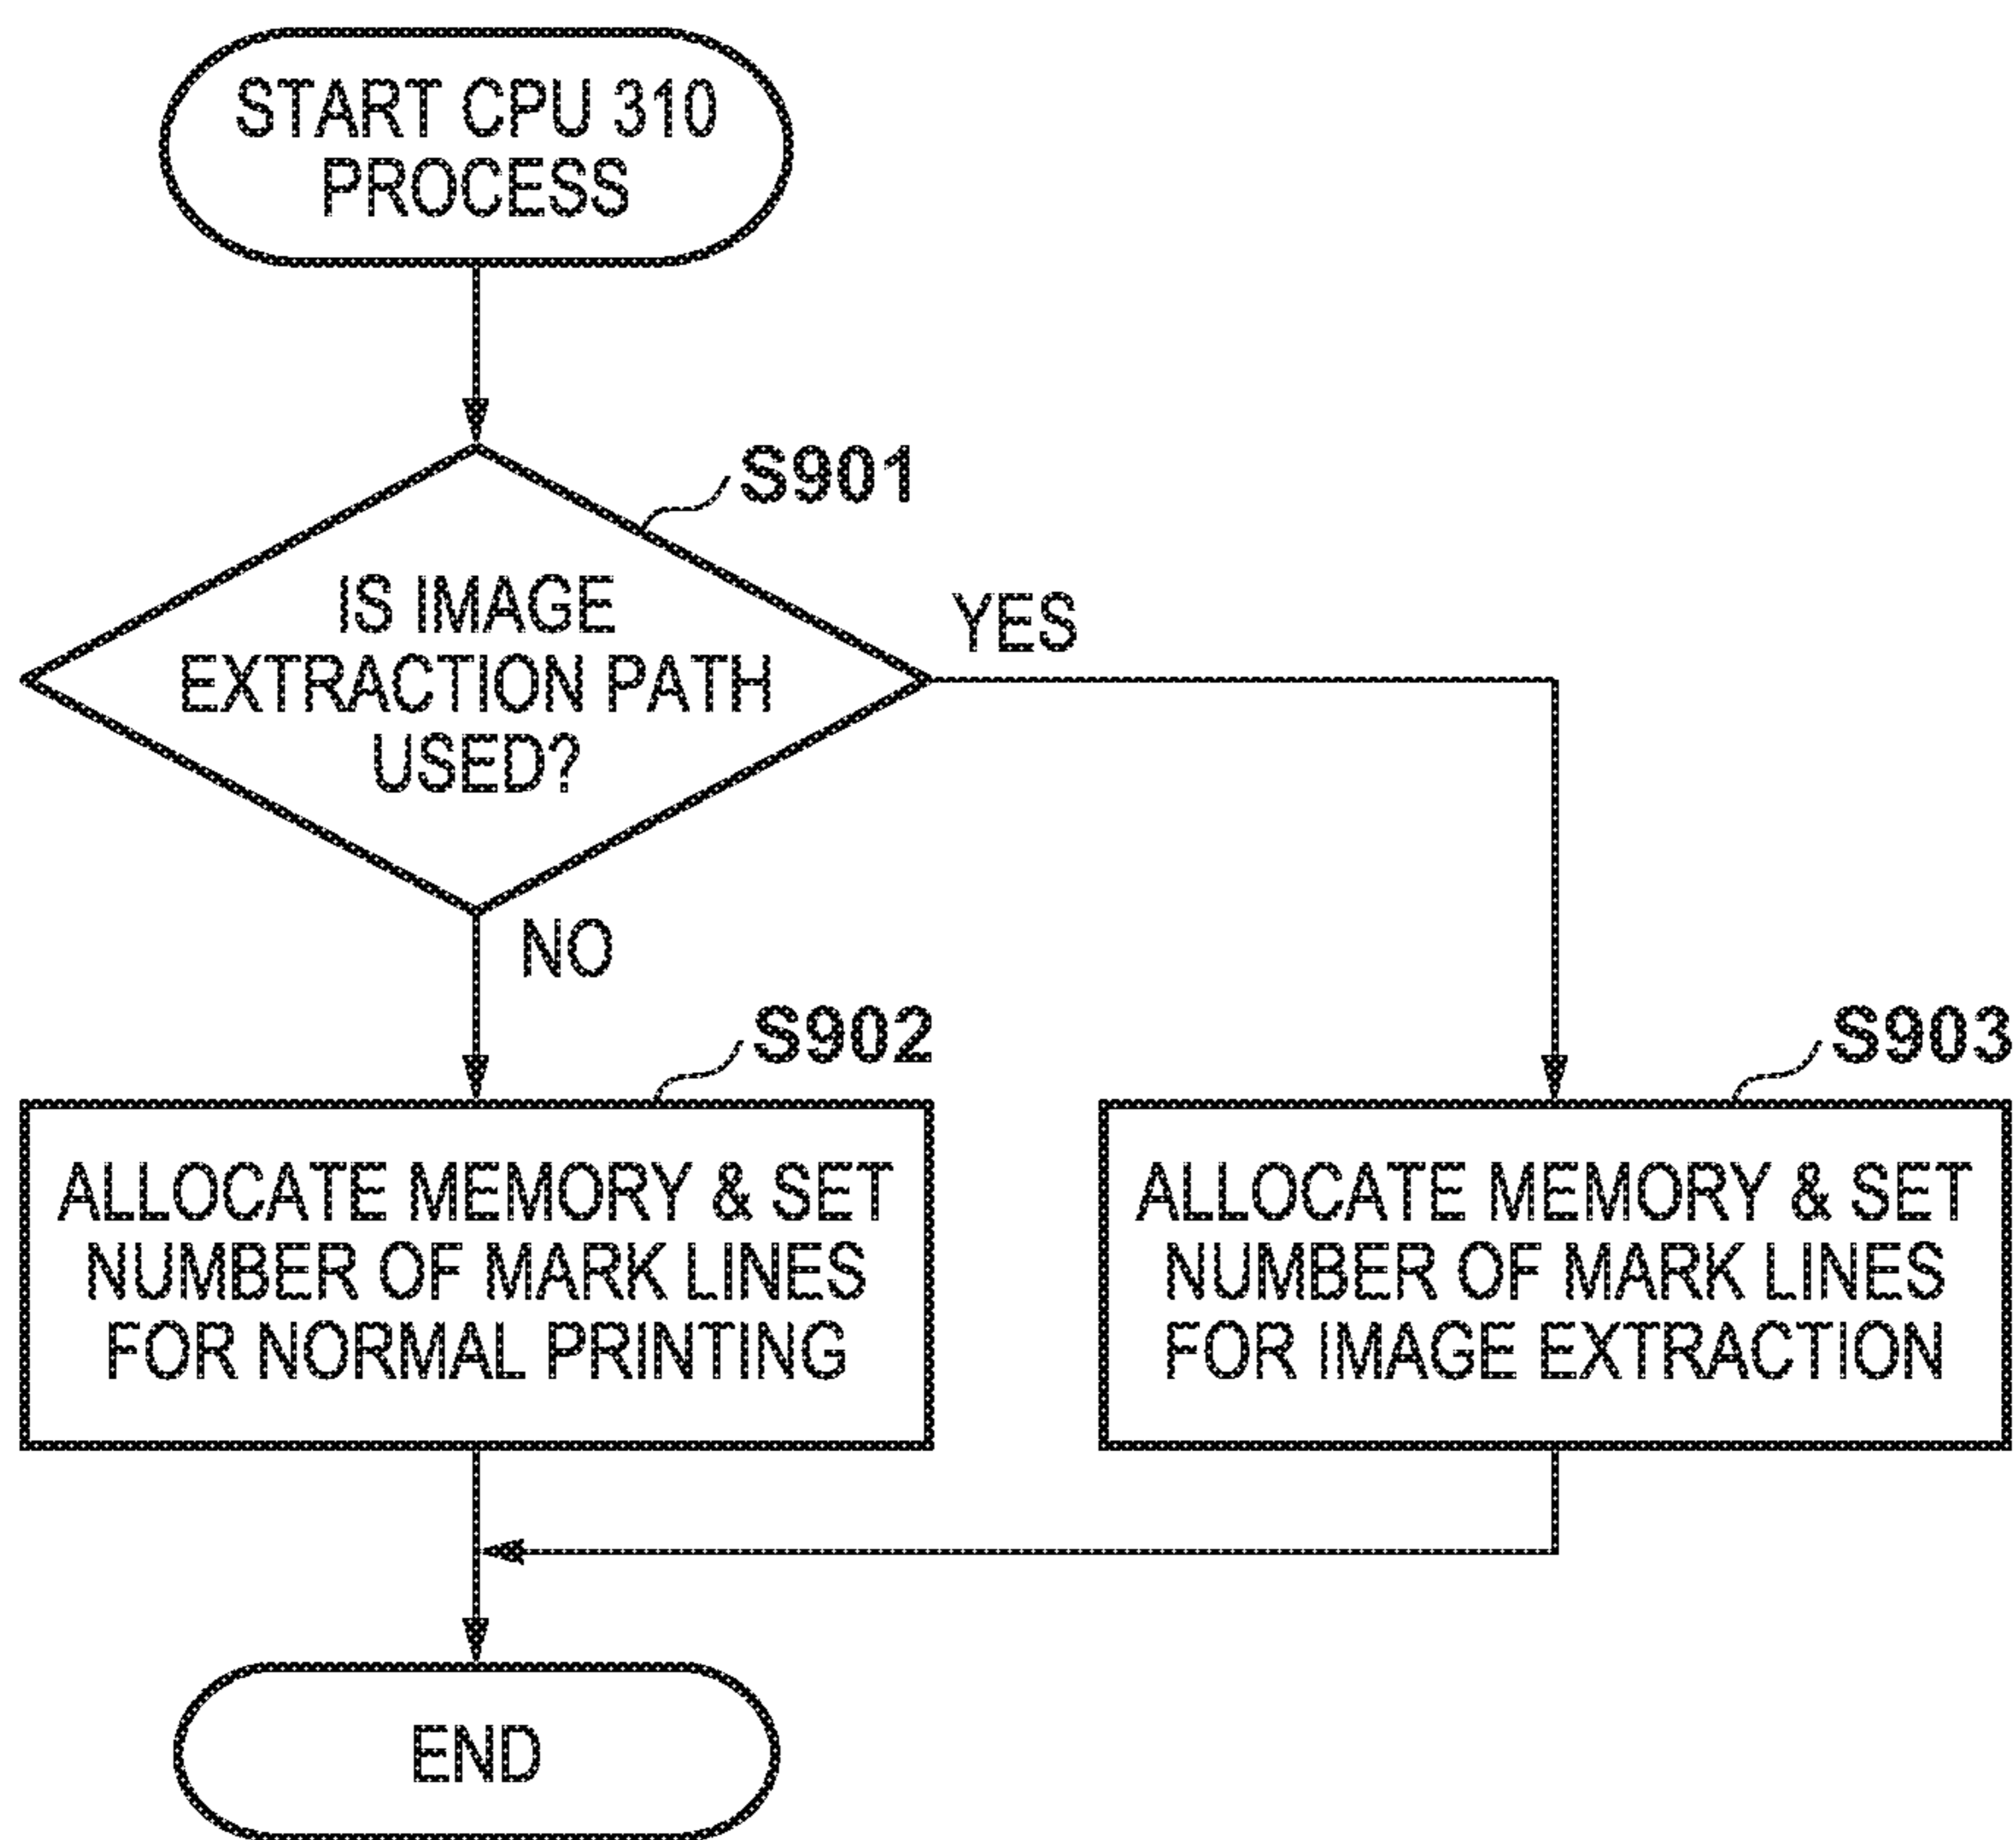 START CPU 310
PROCESS
S901
IS IMAGE
EXTRACTION PATH
USED?
YES
NO
S902
ALLOCATE MEMORY & SET
NUMBER OF MARK LINES
FOR NORMAL PRINTING
S903
ALLOCATE MEMORY & SET
NUMBER OF MARK LINES
FOR IMAGE EXTRACTION
END